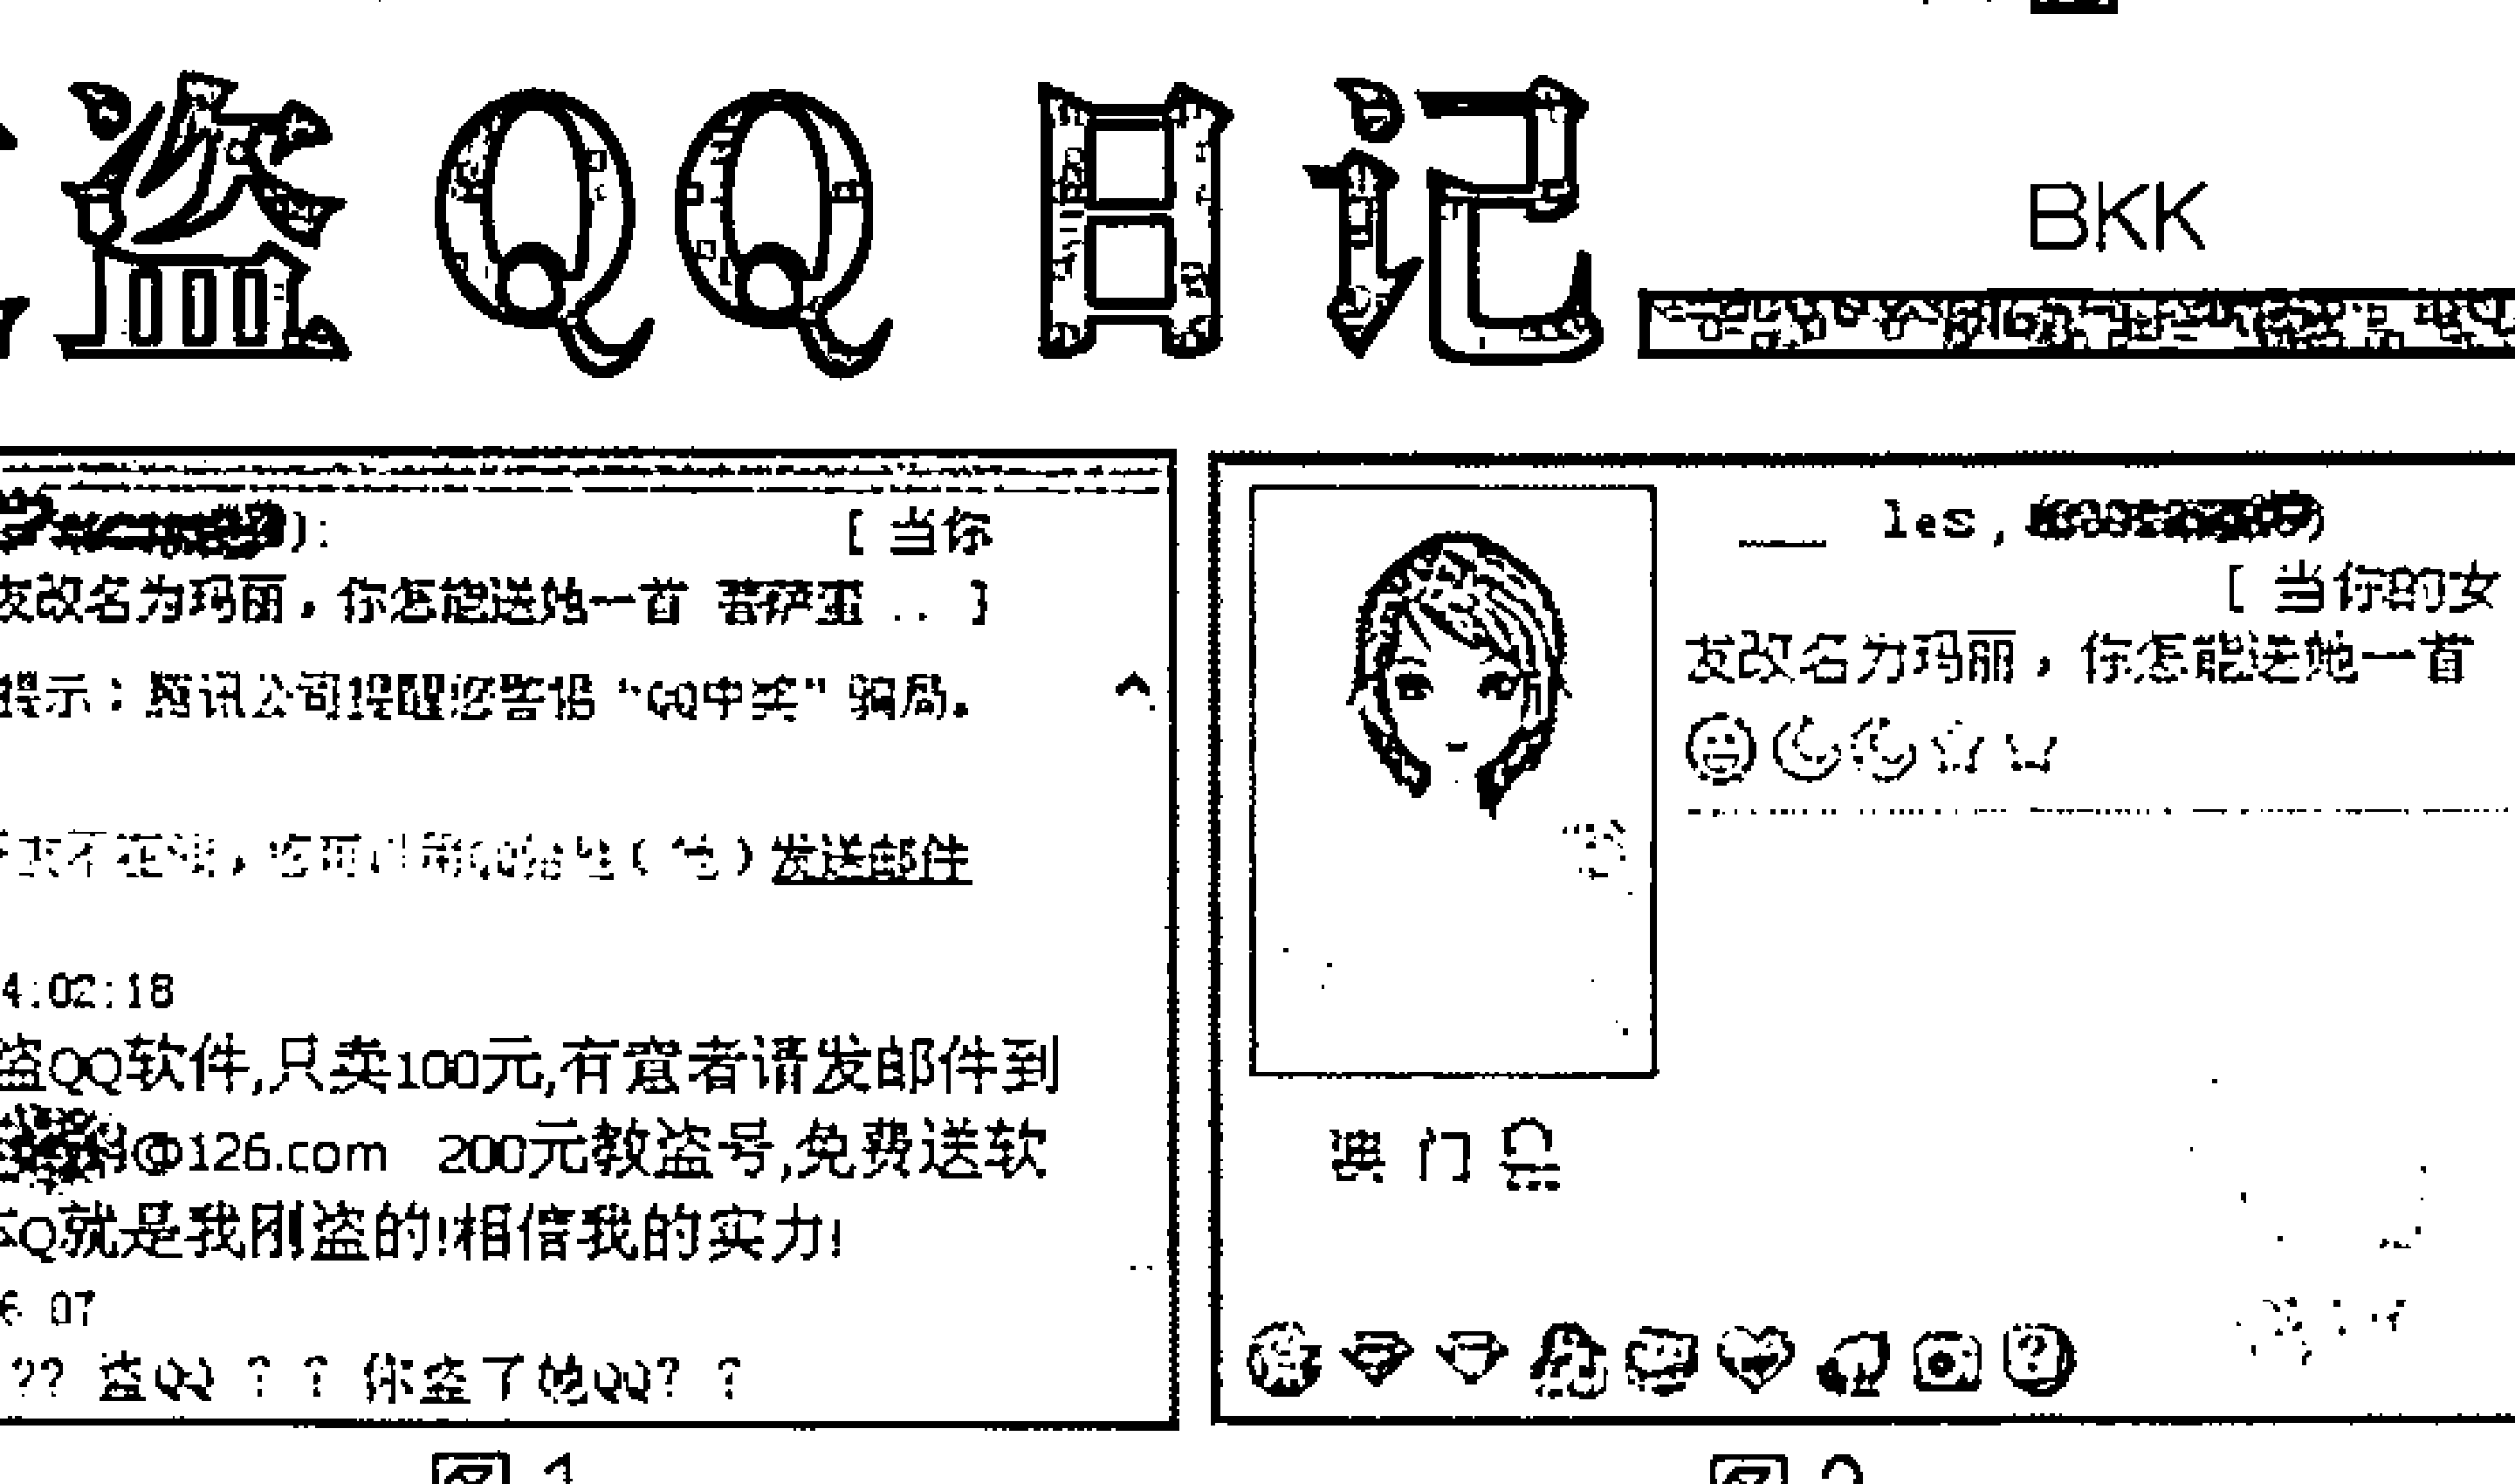 盗QQ日记
BKK
[当你
友改名为玛丽，你怎能送她一首 菩萨蛮..]
提示：腾讯公司提醒您警惕“QQ中奖”骗局。
发送邮件
4:02:18
盗QQ软件,只卖100元,有意者请发邮件到
@126.com 200元教盗号,免费送软
Q就是我刚盗的!相信我的实力!
07
?? 盗QQ ？？ 你盗了他QQ？？
les,
[当你的女
友改名为玛丽，你怎能送她一首
澳门
图1
图2